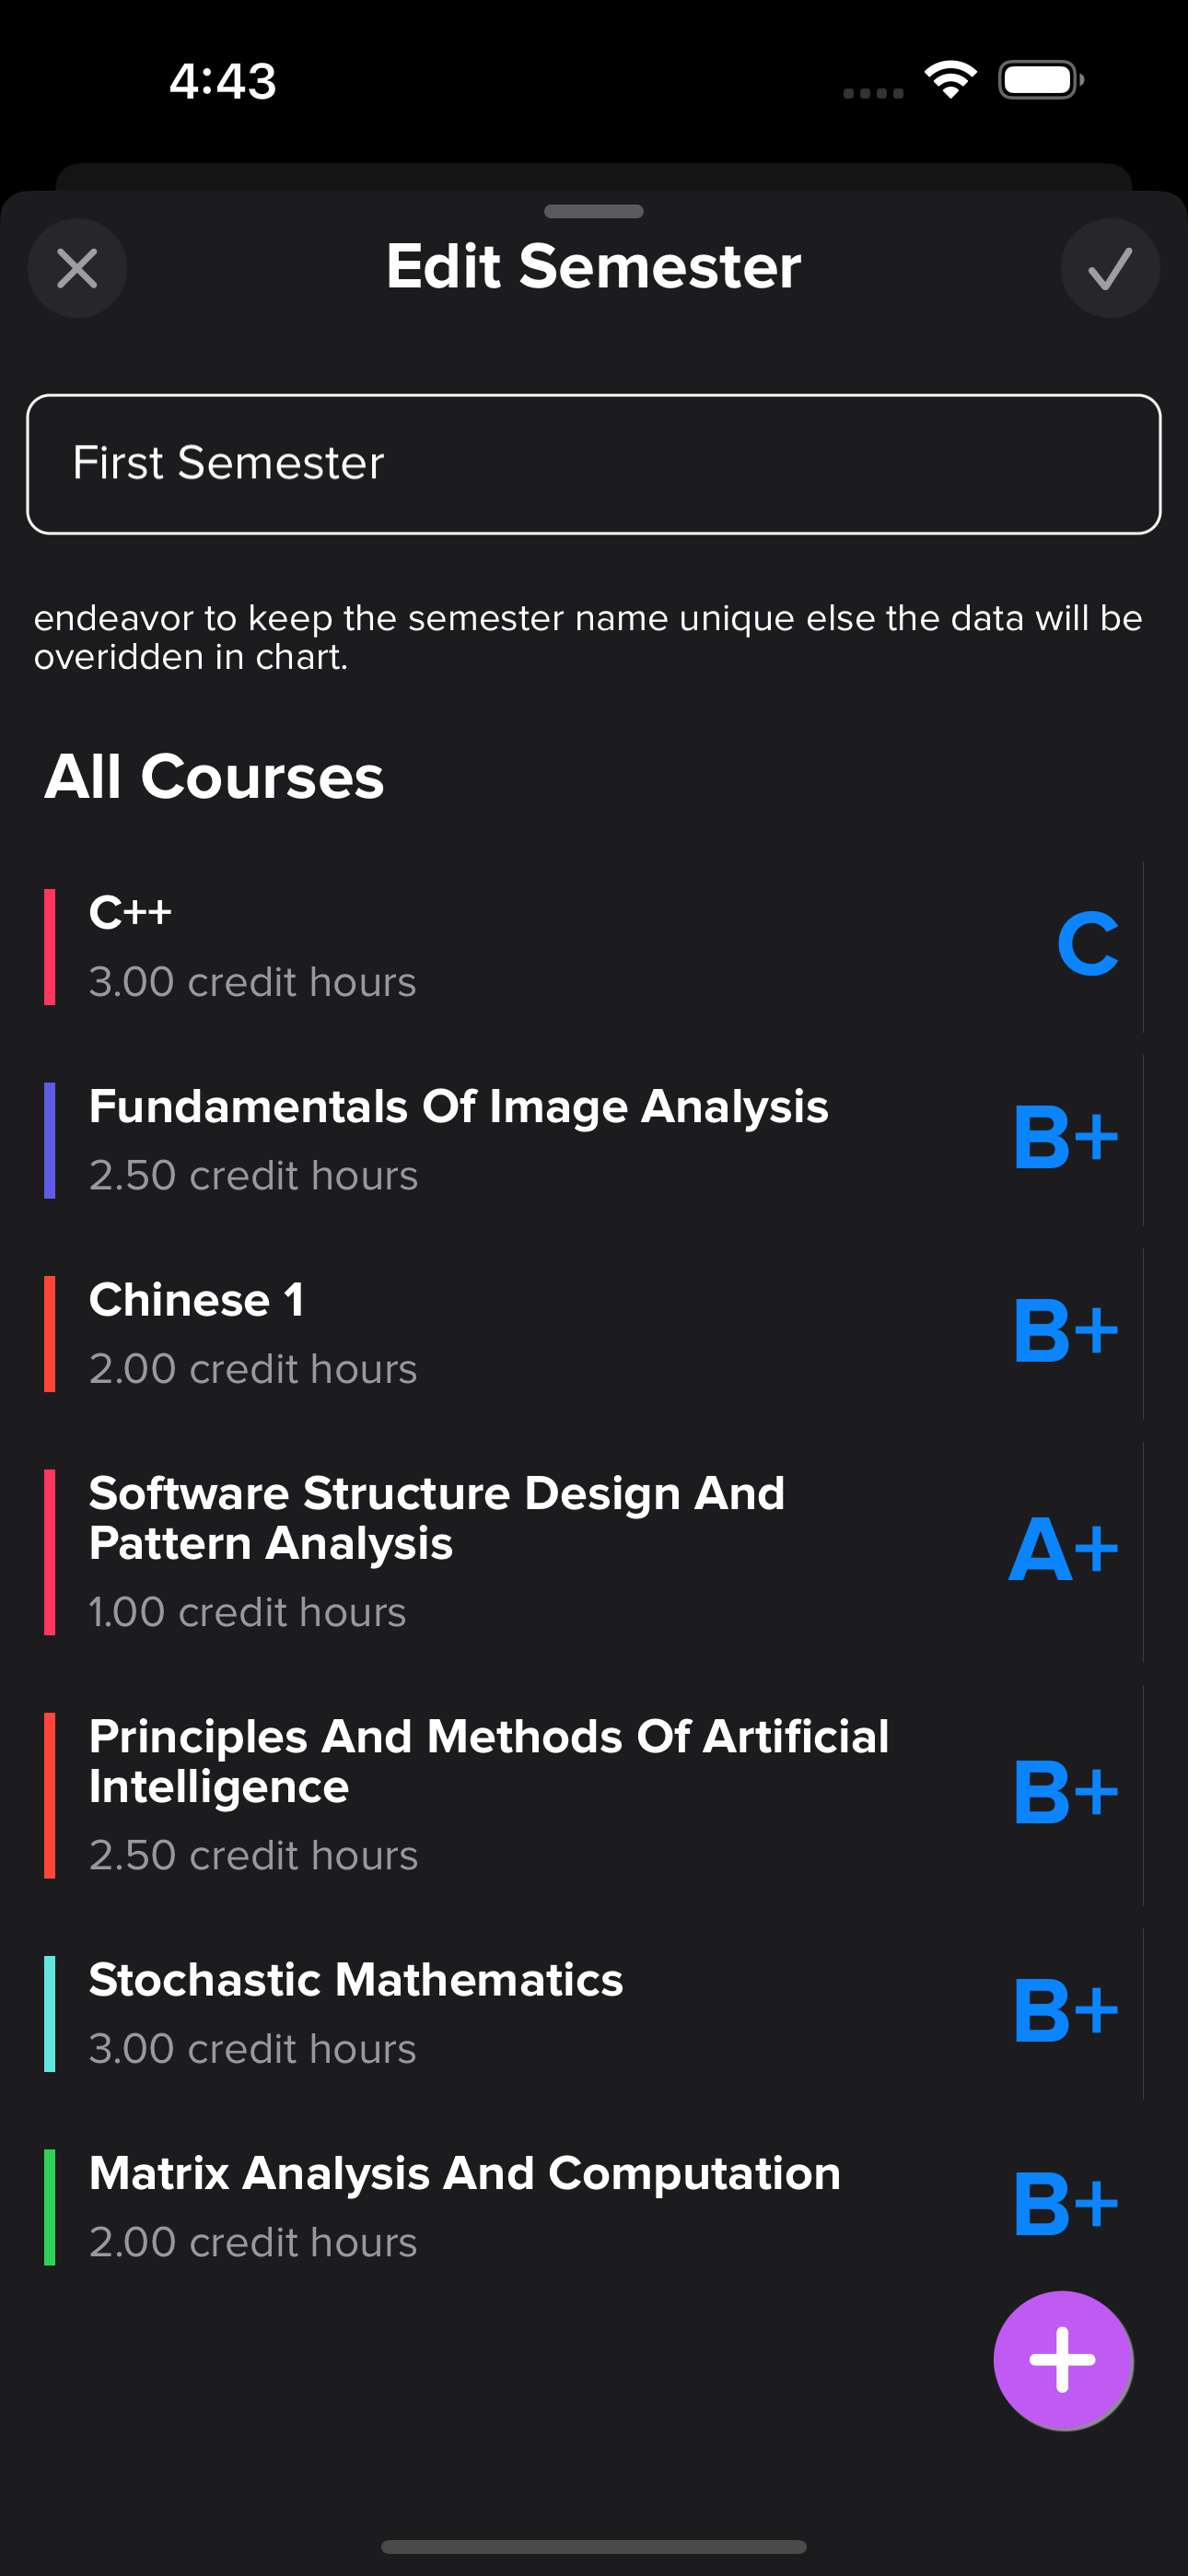 4:43
Edit Semester
First Semester
endeavor to keep the semester name unique else the data will be
overidden in chart.
All Courses
C++
3.00 credit hours
C
Fundamentals Of Image Analysis
2.50 credit hours
B+
Chinese 1
2.00 credit hours
B+
Software Structure Design And
Pattern Analysis
1.00 credit hours
A+
Principles And Methods Of Artificial
Intelligence
2.50 credit hours
B+
Stochastic Mathematics
3.00 credit hours
B+
Matrix Analysis And Computation
2.00 credit hours
B+